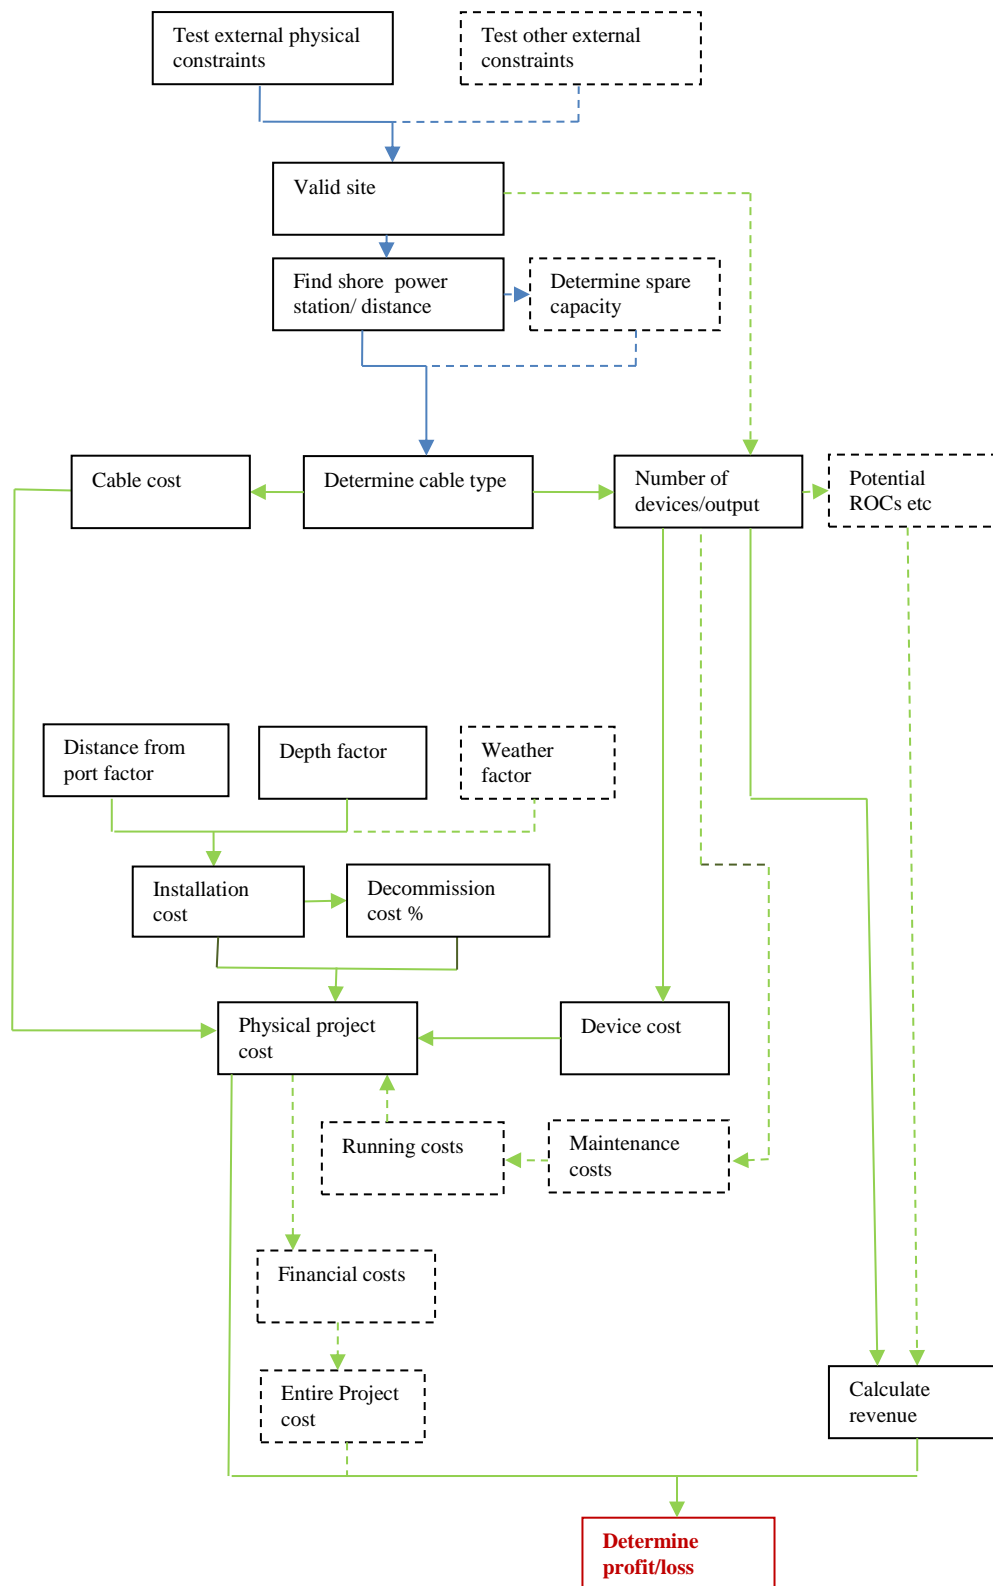 Test external physical
constraints
Test other external
constraints
Valid site
Find shore  power
station/ distance
Determine spare
capacity
Cable cost
Determine cable type
Number of
devices/output
Potential
ROCs etc
Distance from
port factor
Depth factor
Weather
factor
Installation
cost
Decommission
cost %
Physical project
cost
Device cost
Running costs
Maintenance
costs
Financial costs
Entire Project
cost
Calculate
revenue
Determine
profit/loss